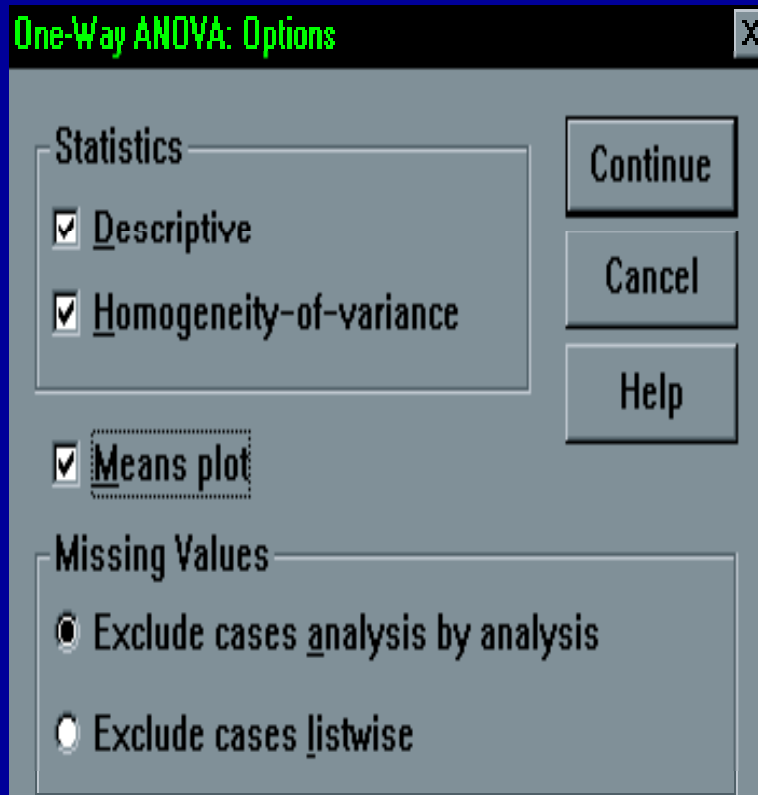 One-Way ANOVA: Options
X
Statistics
Descriptive
Homogeneity-of-variance
Continue
Cancel
Help
Means plot
Missing Values
Exclude cases analysis by analysis
Exclude cases listwise